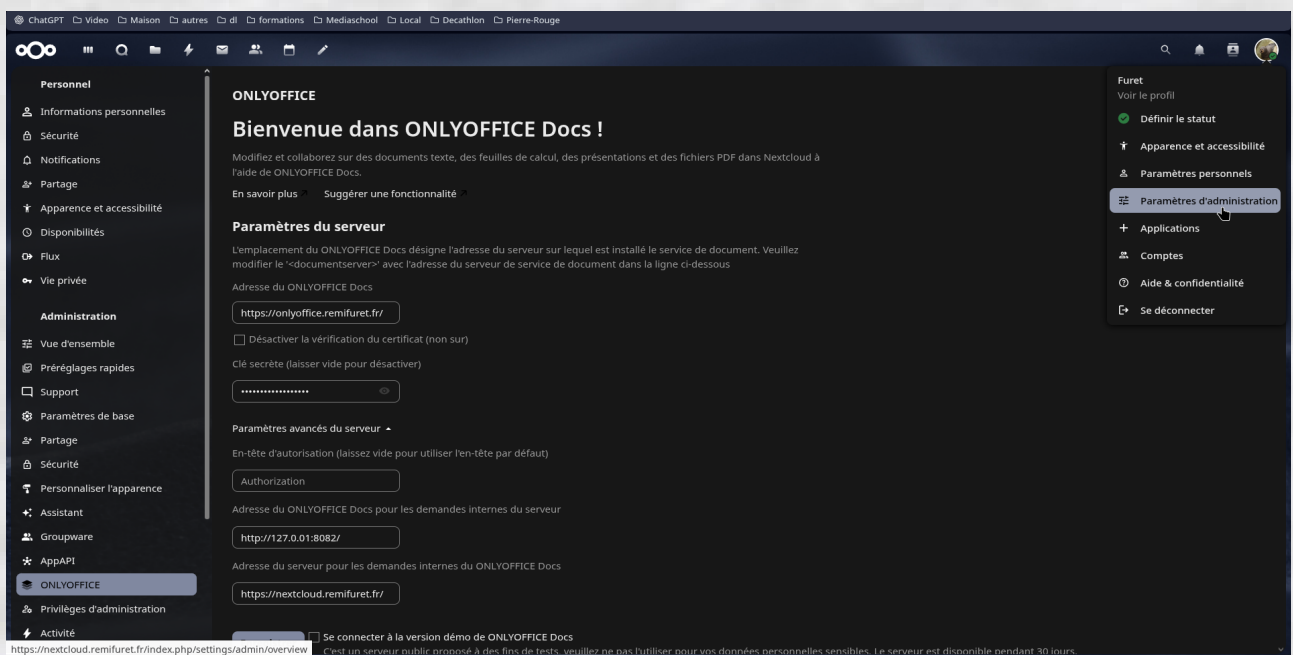 ChatGPT Video Maison autres dl formations Mediaschool Local Decathlon Pierre-Rouge
Personnel
Informations personnelles
Sécurité
Notifications
Partage
Apparence et accessibilité
Disponibilités
Flux
Vie privée
Administration
Vue d'ensemble
Préréglages rapides
Support
Paramètres de base
Partage
Sécurité
Personnaliser l'apparence
Assistant
Groupware
AppAPI
ONLYOFFICE
Privilèges d'administration
Activité
https://nextcloud.remifuret.fr/index.php/settings/admin/overview
ONLYOFFICE
Bienvenue dans ONLYOFFICE Docs !
Modifiez et collaborez sur des documents texte, des feuilles de calcul, des présentations et des fichiers PDF dans Nextcloud à
l'aide de ONLYOFFICE Docs.
En savoir plus Suggérer une fonctionnalité
Paramètres du serveur
L'emplacement du ONLYOFFICE Docs désigne l'adresse du serveur sur lequel est installé le service de document. Veuillez
modifier le '<documentserver>' avec l'adresse du serveur de service de document dans la ligne ci-dessous
Adresse du ONLYOFFICE Docs
https://onlyoffice.remifuret.fr/
Désactiver la vérification du certificat (non sur)
Clé secrète (laisser vide pour désactiver)
••••••••••••••••••
Paramètres avancés du serveur
En-tête d'autorisation (laissez vide pour utiliser l'en-tête par défaut)
Authorization
Adresse du ONLYOFFICE Docs pour les demandes internes du serveur
http://127.0.01:8082/
Adresse du serveur pour les demandes internes du ONLYOFFICE Docs
https://nextcloud.remifuret.fr/
Se connecter à la version démo de ONLYOFFICE Docs
C'est un serveur public proposé à des fins de tests, veuillez ne pas l'utiliser pour vos données personnelles sensibles. Le serveur est disponible pendant 30 jours.
Furet
Voir le profil
Définir le statut
Apparence et accessibilité
Paramètres personnels
Paramètres d'administration
Applications
Comptes
Aide & confidentialité
Se déconnecter